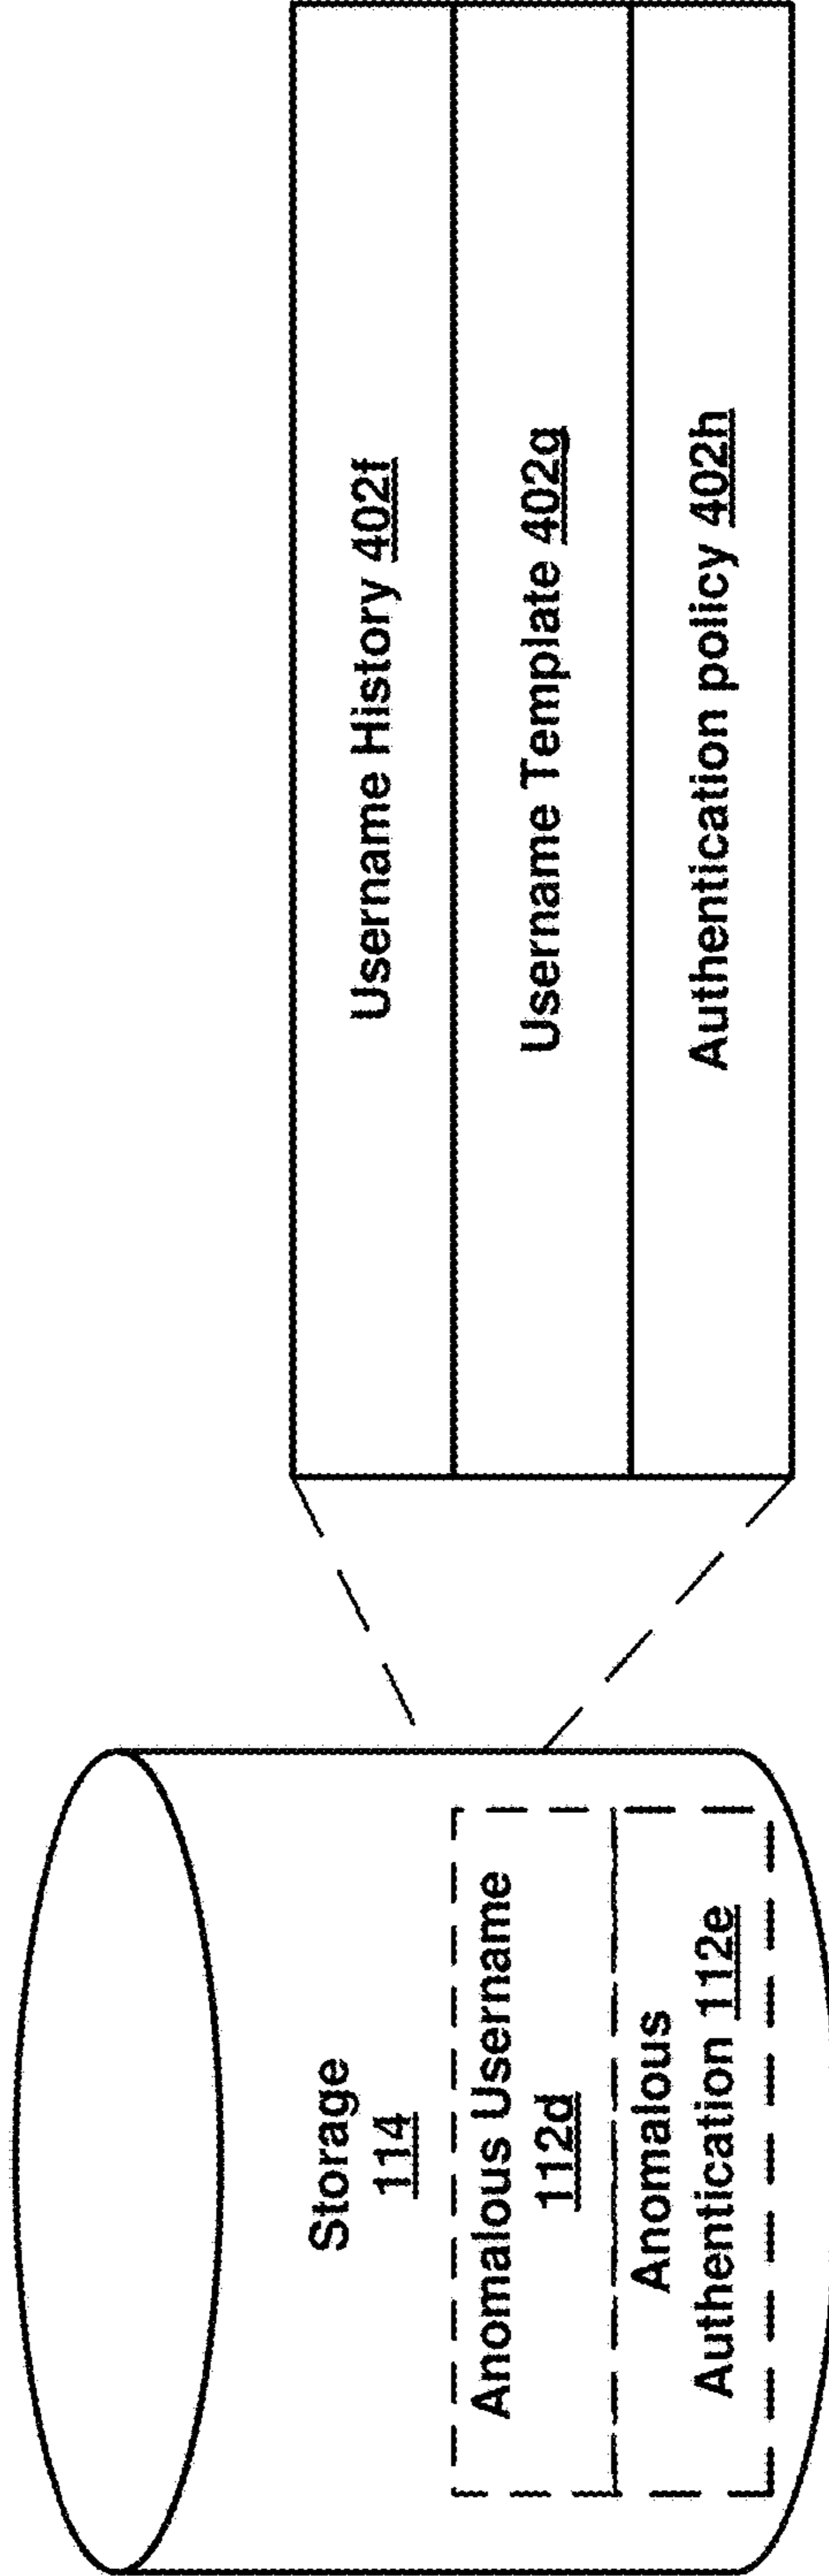 Storage
114
Anomalous Username
112d
Anomalous
Authentication 112e
Username History 402f
Username Template 402g
Authentication policy 402h